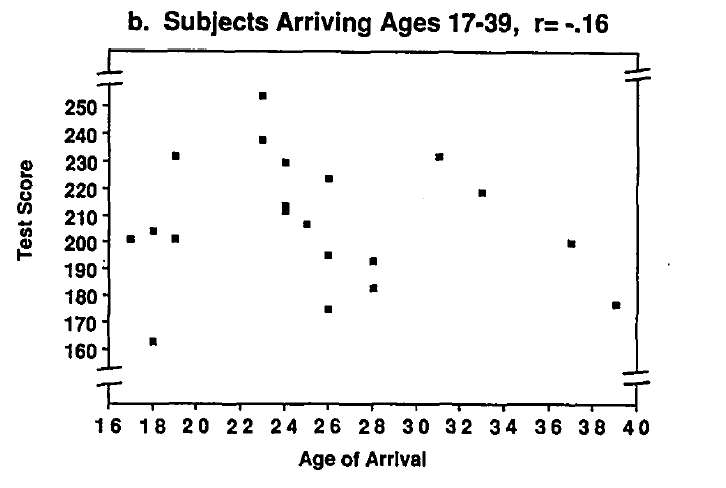 b. Subjects Arriving Ages 17-39, r= -.16
Test Score
250
240
230
220
210
200
190
180
170
160
16 18 20 22 24 26 28 30 32 34 36 38 40
Age of Arrival